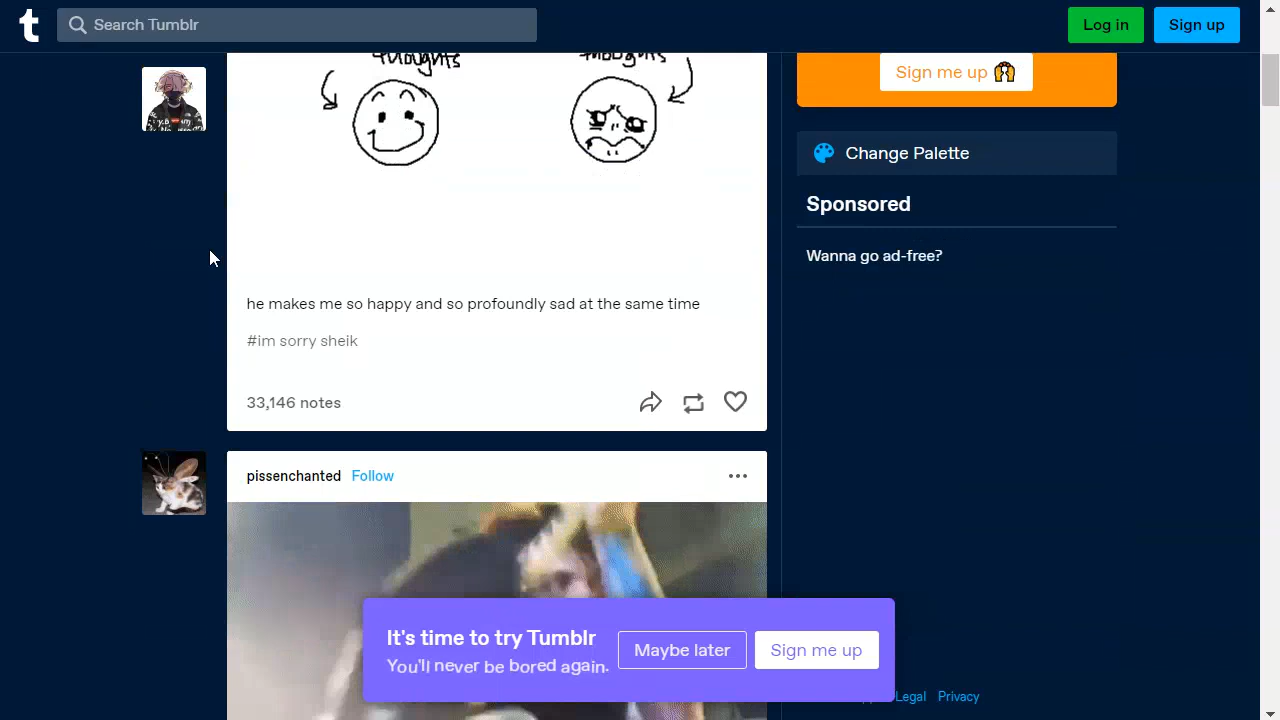 Search Tumblr
Log in
Sign up
thoughts
thoughts
Sign me up
Change Palette
Sponsored
Wanna go ad-free?
he makes me so happy and so profoundly sad at the same time
#im sorry sheik
33,146 notes
pissenchanted Follow
It's time to try Tumblr
You'll never be bored again.
Maybe later
Sign me up
Legal Privacy